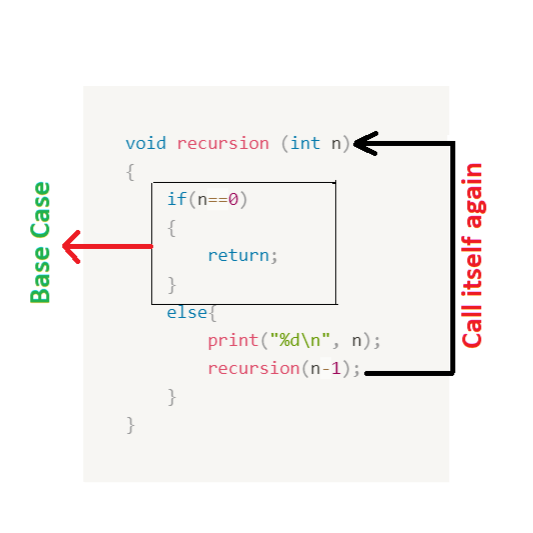 Base Case
void recursion (int n)
{
if(n==0)
{
return;
}
else{
print("%d\n", n);
recursion(n-1);
}
}
Call itself again